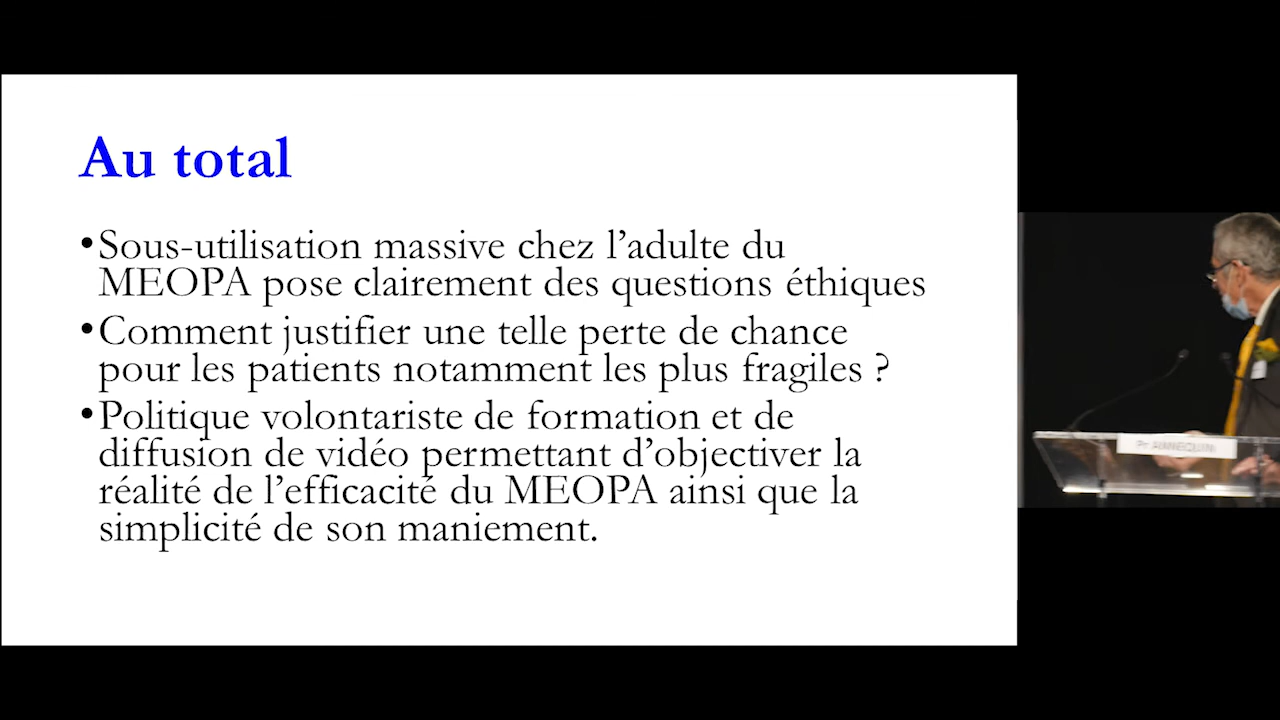 Au total
•Sous-utilisation massive chez l’adulte du
MEOPA pose clairement des questions éthiques
•Comment justifier une telle perte de chance
pour les patients notamment les plus fragiles ?
•Politique volontariste de formation et de
diffusion de vidéo permettant d’objectiver la
réalité de l’efficacité du MEOPA ainsi que la
simplicité de son maniement.
Pr ANNEQUIN